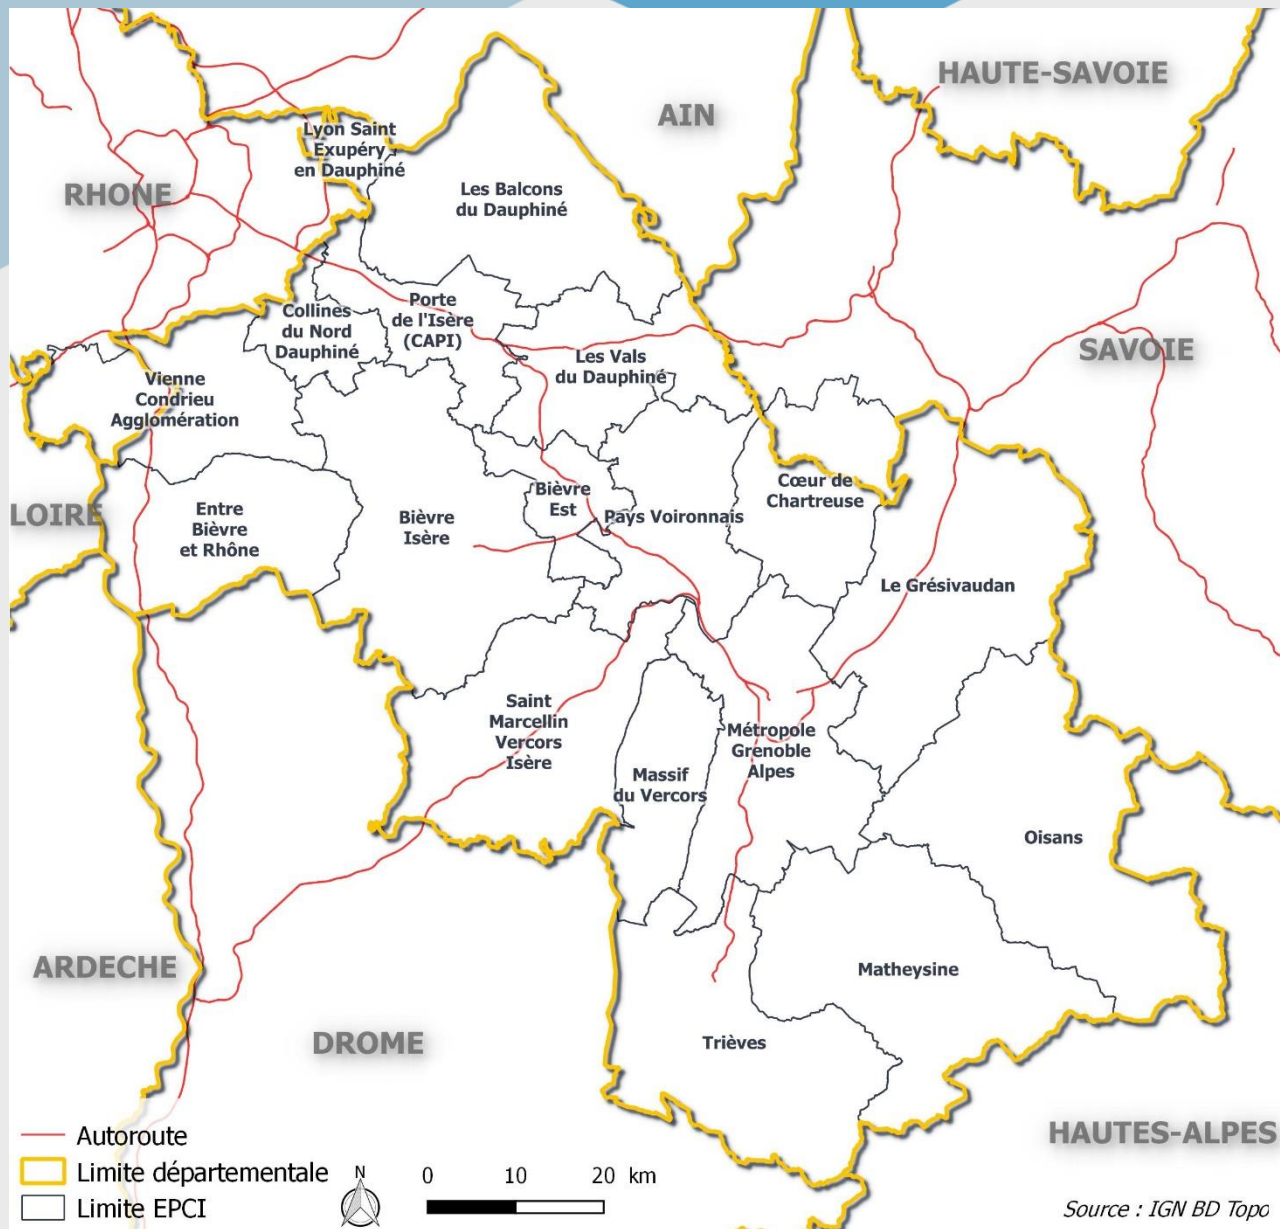 HAUTE-SAVOIE
AIN
Lyon Saint
Exupéry
en Dauphiné
RHONE
Les Balcons
du Dauphiné
Porte
de l'Isère
(CAPI)
Collines
du Nord
Dauphiné
SAVOIE
Les Vals
du Dauphiné
Vienne
Condrieu
Agglomération
Cœur de
Chartreuse
Bièvre
Est
LOIRE
Entre
Bièvre
et Rhône
Bièvre
Isère
Pays Voironnais
Le Grésivaudan
Saint
Marcellin
Vercors
Isère
Métropole
Grenoble
Alpes
Massif
du Vercors
Oisans
ARDECHE
Matheysine
DROME
Trièves
HAUTES-ALPES
Autoroute
Limite départementale
Limite EPCI
N
0 10 20 km
Source : IGN BD Topo